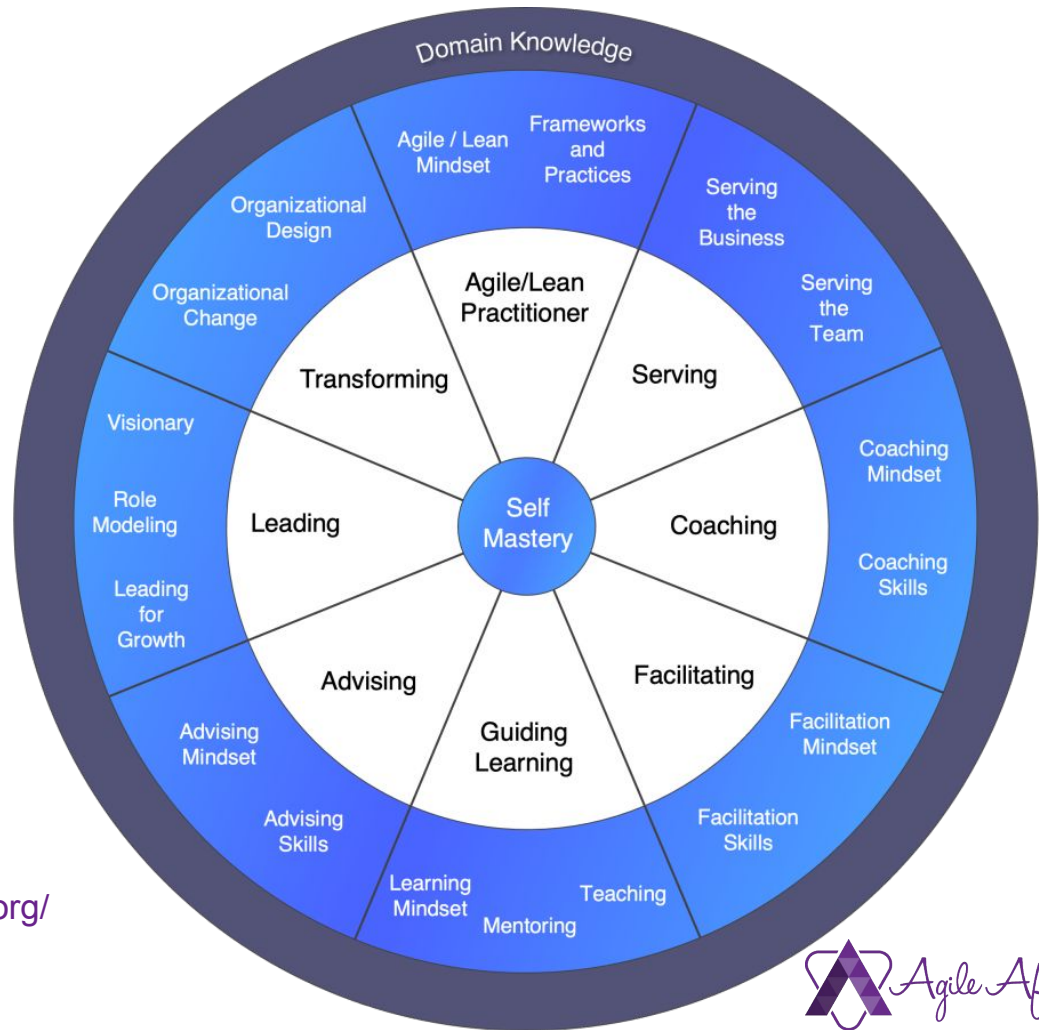 Domain Knowledge
Agile / Lean
Mindset
Frameworks
and
Practices
Serving
the
Business
Serving
the
Team
Coaching
Mindset
Coaching
Skills
Facilitation
Mindset
Facilitation
Skills
Teaching
Mentoring
Learning
Mindset
Advising
Skills
Advising
Mindset
Leading
for
Growth
Role
Modeling
Visionary
Organizational
Change
Organizational
Design
Agile/Lean
Practitioner
Serving
Coaching
Facilitating
Guiding
Learning
Advising
Leading
Transforming
Self
Mastery
org/
Agile Af